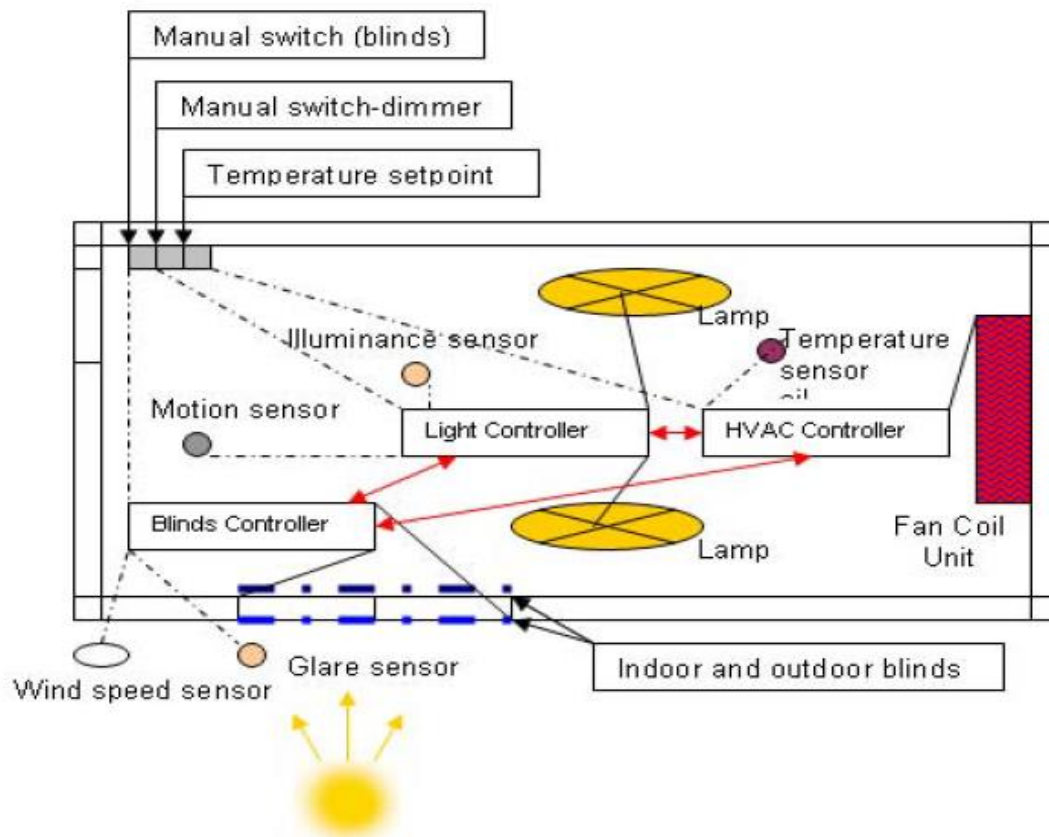 Manual switch (blinds)
Manual switch-dimmer
Temperature setpoint
Lamp
Illuminance sensor
Temperature
sensor
Motion sensor
Light Controller
HVAC Controller
Blinds Controller
Lamp
Fan Coil
Unit
Glare sensor
Indoor and outdoor blinds
Wind speed sensor